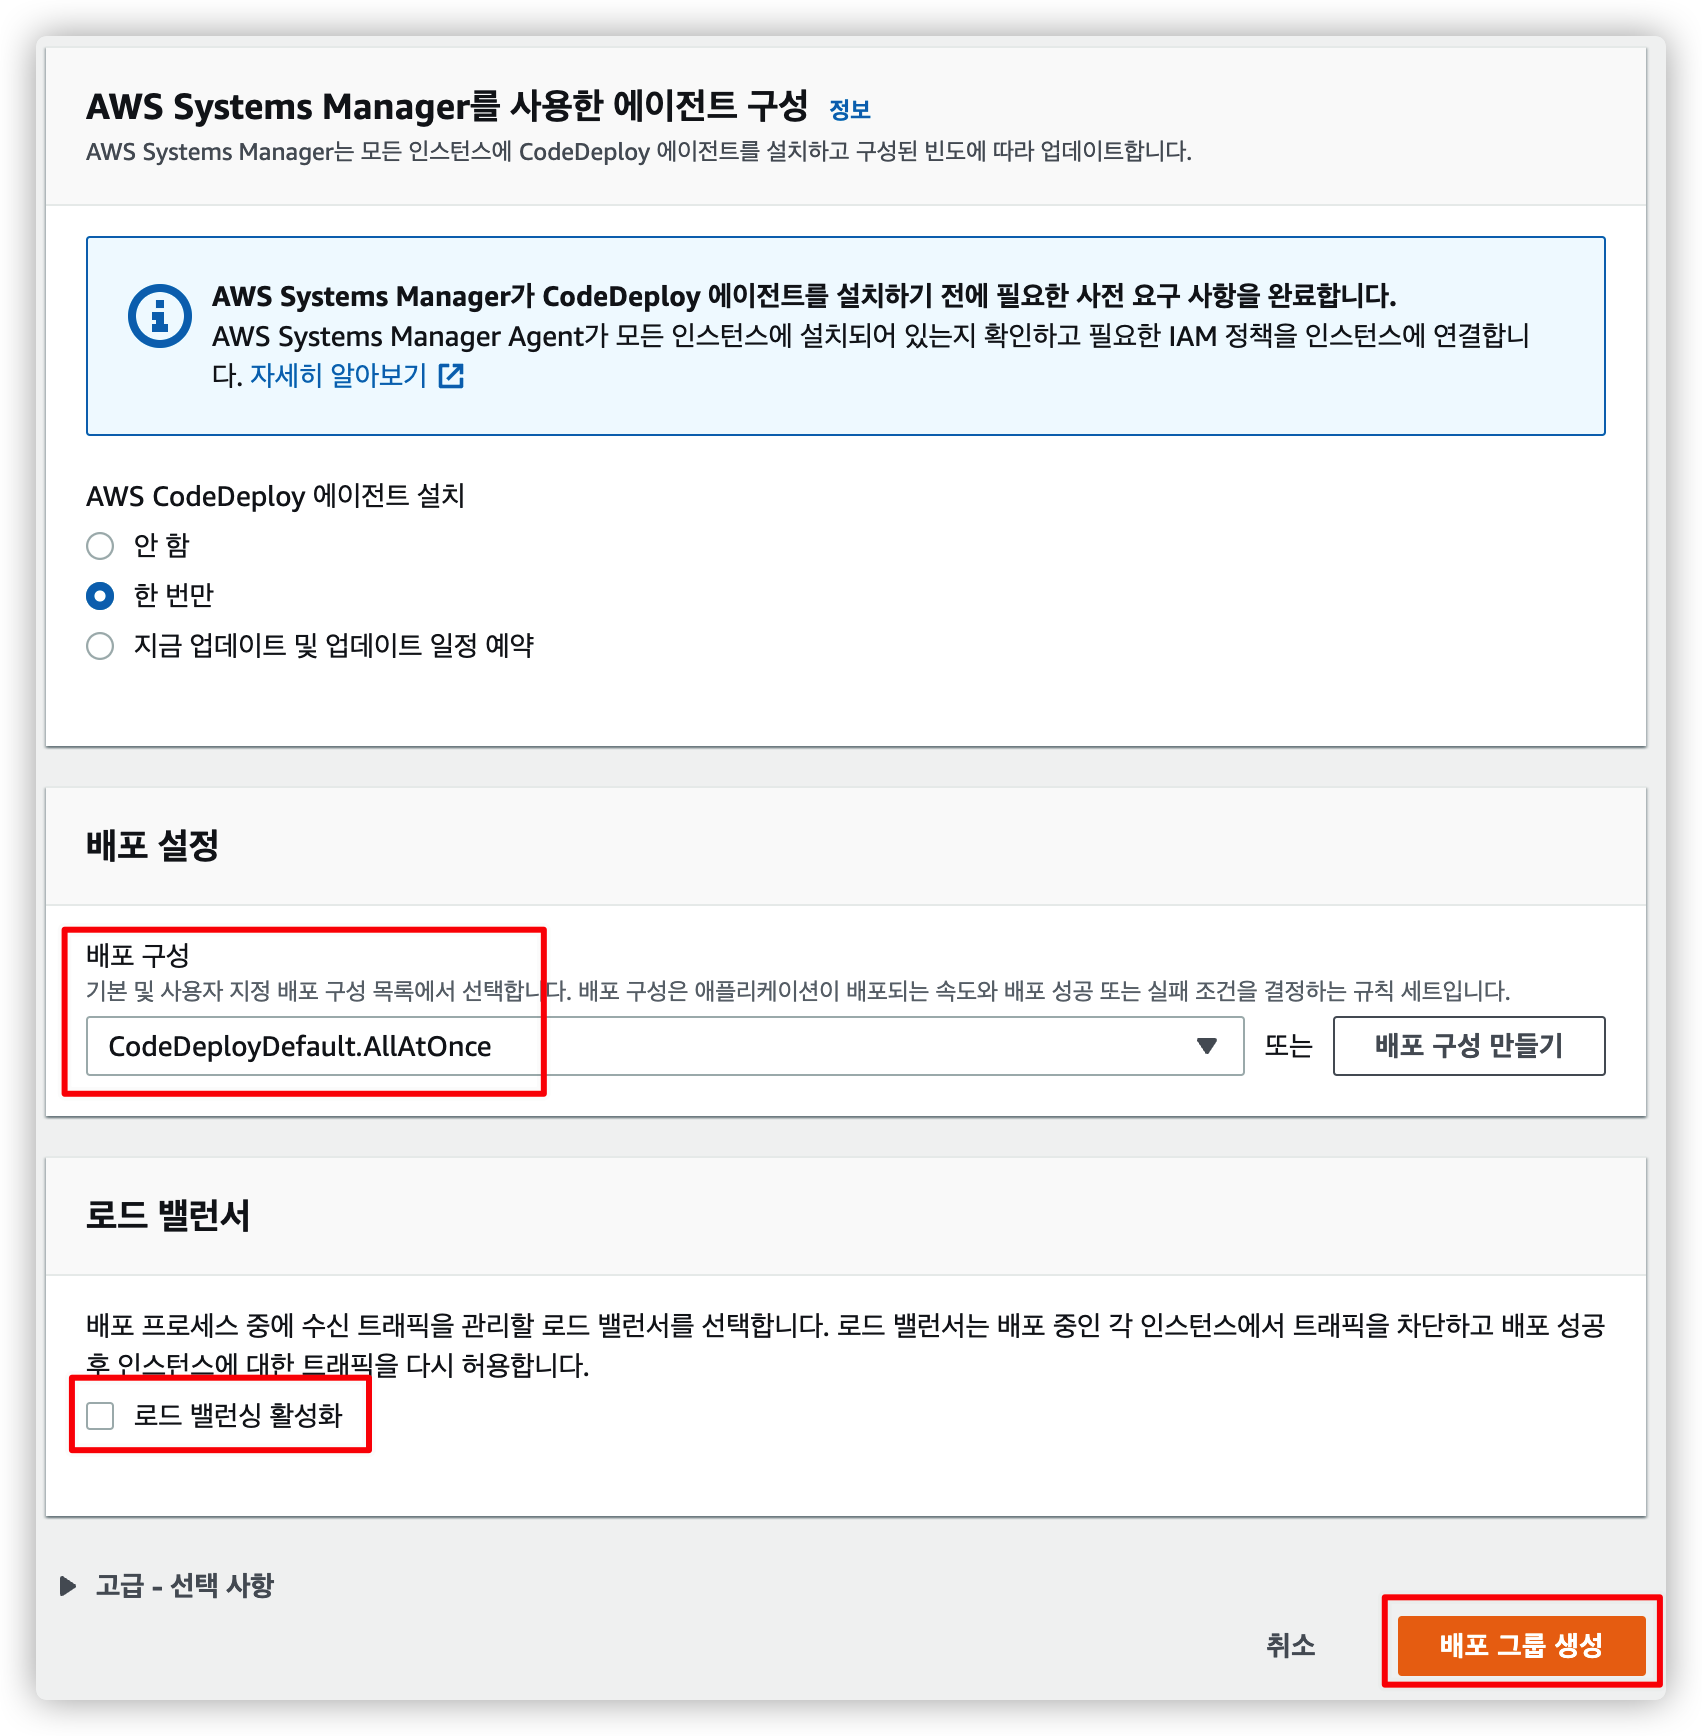 AWS Systems Manager를 사용한 에이전트 구성 정보
AWS Systems Manager는 모든 인스턴스에 CodeDeploy 에이전트를 설치하고 구성된 빈도에 따라 업데이트합니다.
AWS Systems Manager가 CodeDeploy 에이전트를 설치하기 전에 필요한 사전 요구 사항을 완료합니다.
AWS Systems Manager Agent가 모든 인스턴스에 설치되어 있는지 확인하고 필요한 IAM 정책을 인스턴스에 연결합니
다. 자세히 알아보기
AWS CodeDeploy 에이전트 설치
안 함
한 번만
지금 업데이트 및 업데이트 일정 예약
배포 설정
배포 구성
기본 및 사용자 지정 배포 구성 목록에서 선택합니다. 배포 구성은 애플리케이션이 배포되는 속도와 배포 성공 또는 실패 조건을 결정하는 규칙 세트입니다.
CodeDeployDefault.AllAtOnce 또는 배포 구성 만들기
로드 밸런서
배포 프로세스 중에 수신 트래픽을 관리할 로드 밸런서를 선택합니다. 로드 밸런서는 배포 중인 각 인스턴스에서 트래픽을 차단하고 배포 성공
후 인스턴스에 대한 트래픽을 다시 허용합니다.
로드 밸런싱 활성화
고급 - 선택 사항
취소 배포 그룹 생성